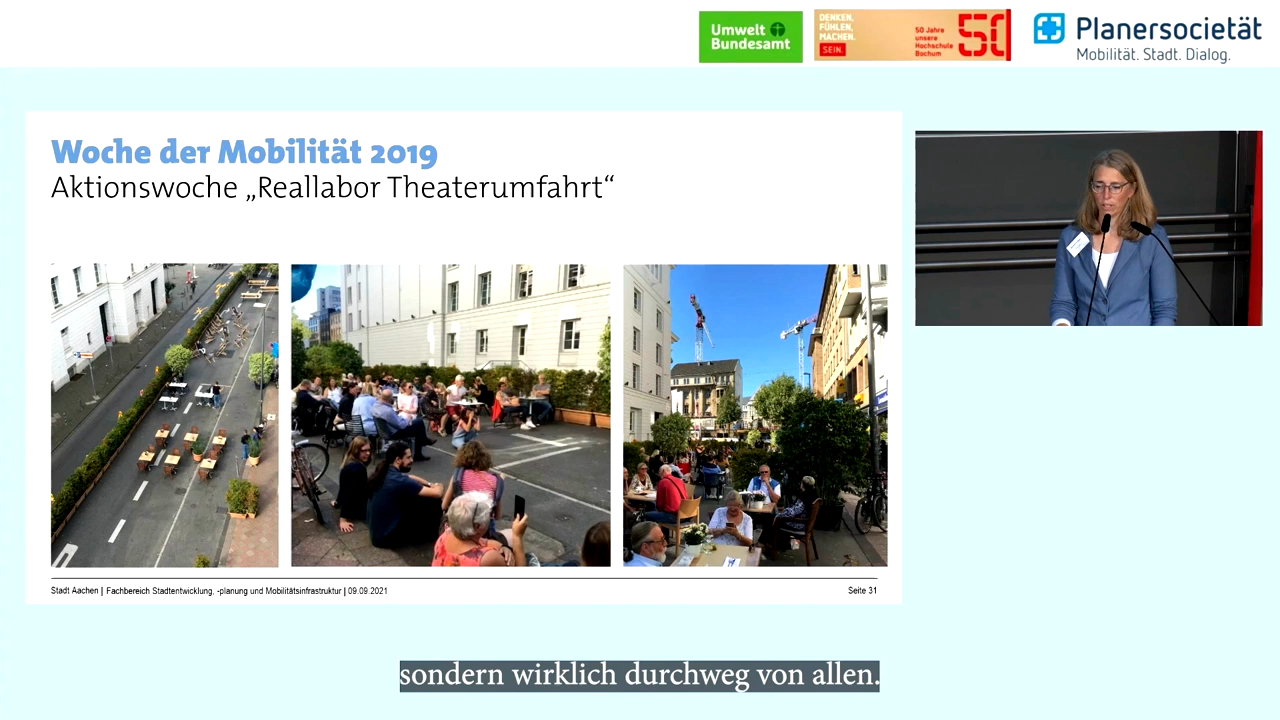 Umwelt
Bundesamt
DENKEN,
FÜHLEN,
MACHEN.
SEIN.
50 Jahre
unsere
Hochschule
Bochum
50
Planersocietät
Mobilität. Stadt. Dialog.
Woche der Mobilität 2019
Aktionswoche „Reallabor Theaterumfahrt“
Stadt Aachen | Fachbereich Stadtentwicklung, -planung und Mobilitätsinfrastruktur | 09.09.2021
Seite 31
sondern wirklich durchweg von allen.